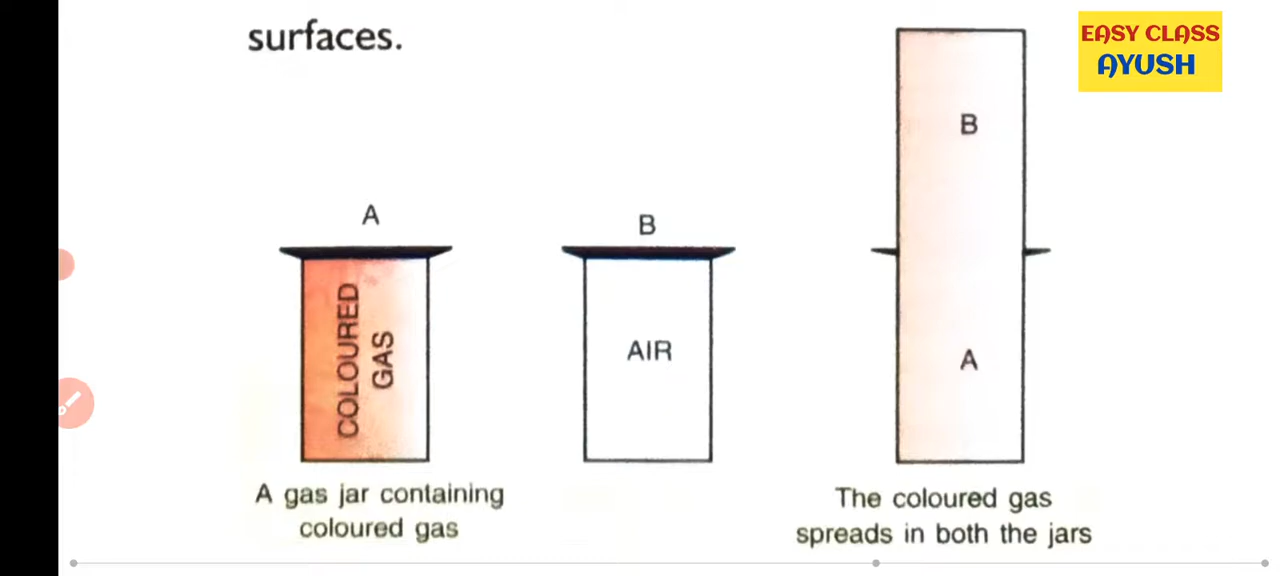 surfaces.
EASY CLASS
AYUSH
A
COLOURED
GAS
A gas jar containing
coloured gas
B
AIR
B
A
The coloured gas
spreads in both the jars